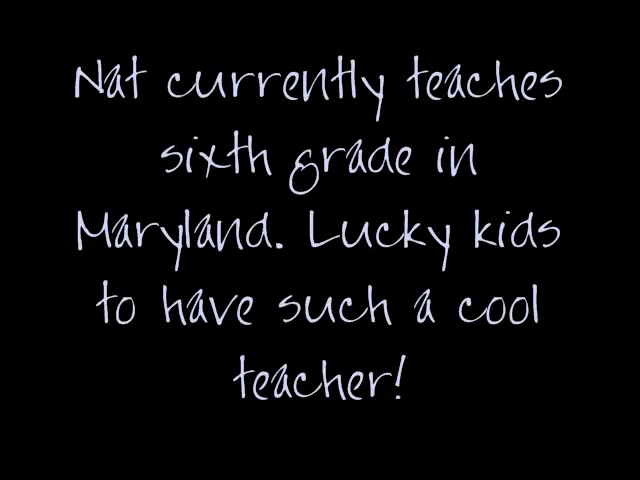 Nat currently teaches
sixth grade in
Maryland. Lucky kids
to have such a cool
teacher!